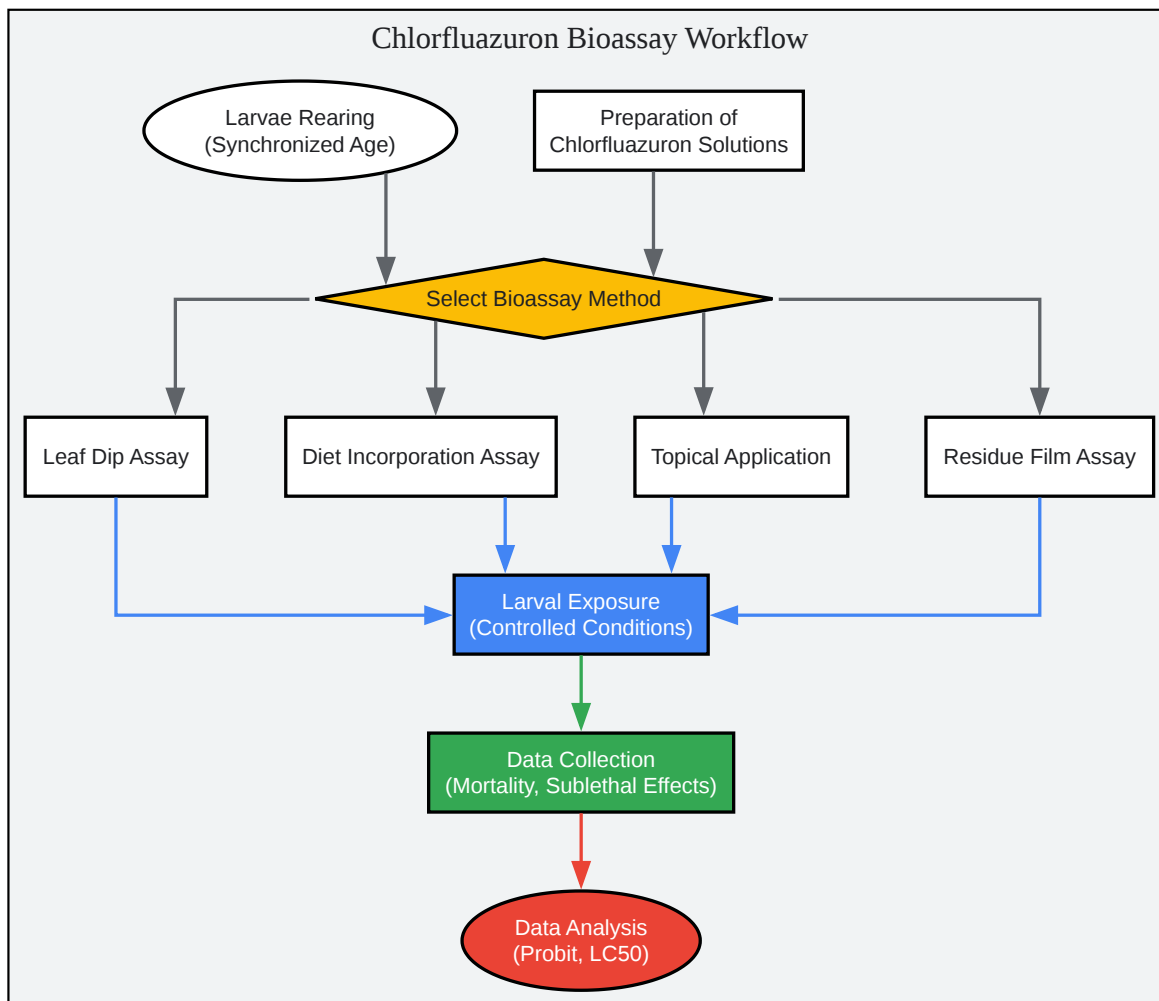 Chlorfluazuron Bioassay Workflow
Larvae Rearing
(Synchronized Age)
Preparation of
Chlorfluazuron Solutions
Select Bioassay Method
Leaf Dip Assay
Diet Incorporation Assay
Topical Application
Residue Film Assay
Larval Exposure
(Controlled Conditions)
Data Collection
(Mortality, Sublethal Effects)
Data Analysis
(Probit, LC50)